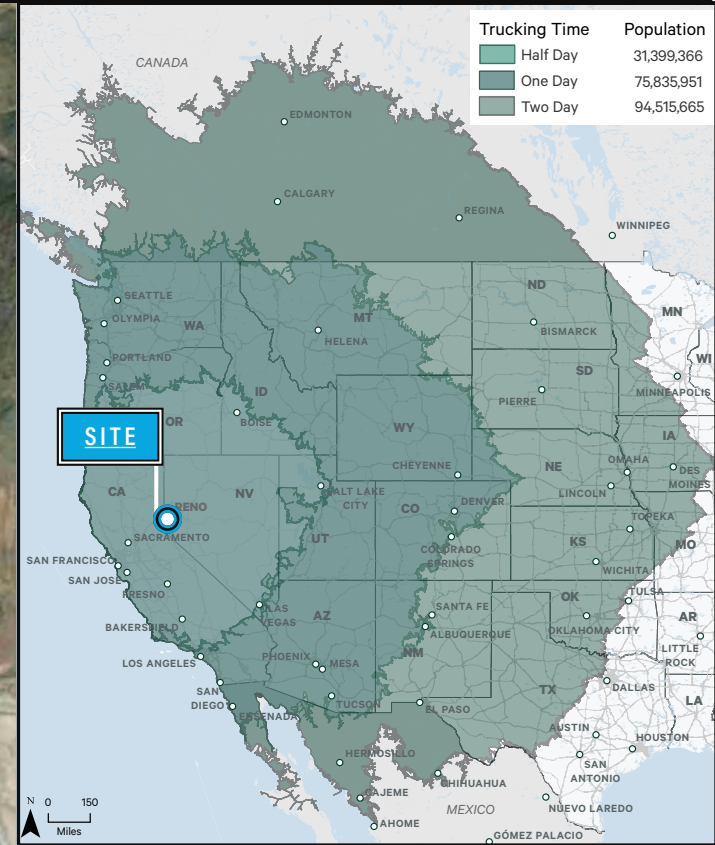 Trucking Time Population
Half Day 31,399,366
One Day 75,835,951
Two Day 94,515,665
CANADA
EDMONTON
CALGARY
REGINA
WINNIPEG
SEATTLE
OLYMPIA
WA
MT
ND
MN
HELENA
BISMARCK
PORTLAND
SALEM
WI
ID
SD
PIERRE
MINNEAPOLIS
OR
BOISE
WY
SITE
IA
CHEYENNE
NE
OMAHA
DES
MOINES
LINCOLN
CA
NV
SALT LAKE
CITY
CO
DENVER
RENO
SACRAMENTO
UT
COLORADO
SPRINGS
TOPEKA
KS
MO
SAN FRANCISCO
SAN JOSE
FRESNO
WICHITA
TULSA
BAKERSFIELD
LAS
VEGAS
AZ
SANTA FE
ALBUQUERQUE
OK
OKLAHOMA CITY
AR
LITTLE
ROCK
LOS ANGELES
PHOENIX
MESA
NM
SAN
DIEGO
TUCSON
EL PASO
TX
DALLAS
LA
ENSENADA
AUSTIN
HOUSTON
SAN
ANTONIO
HERMOSILLO
CHIHUAHUA
CAJEME
MEXICO
NUEVO LAREDO
AHOME
GÓMEZ PALACIO
N
0 150
Miles